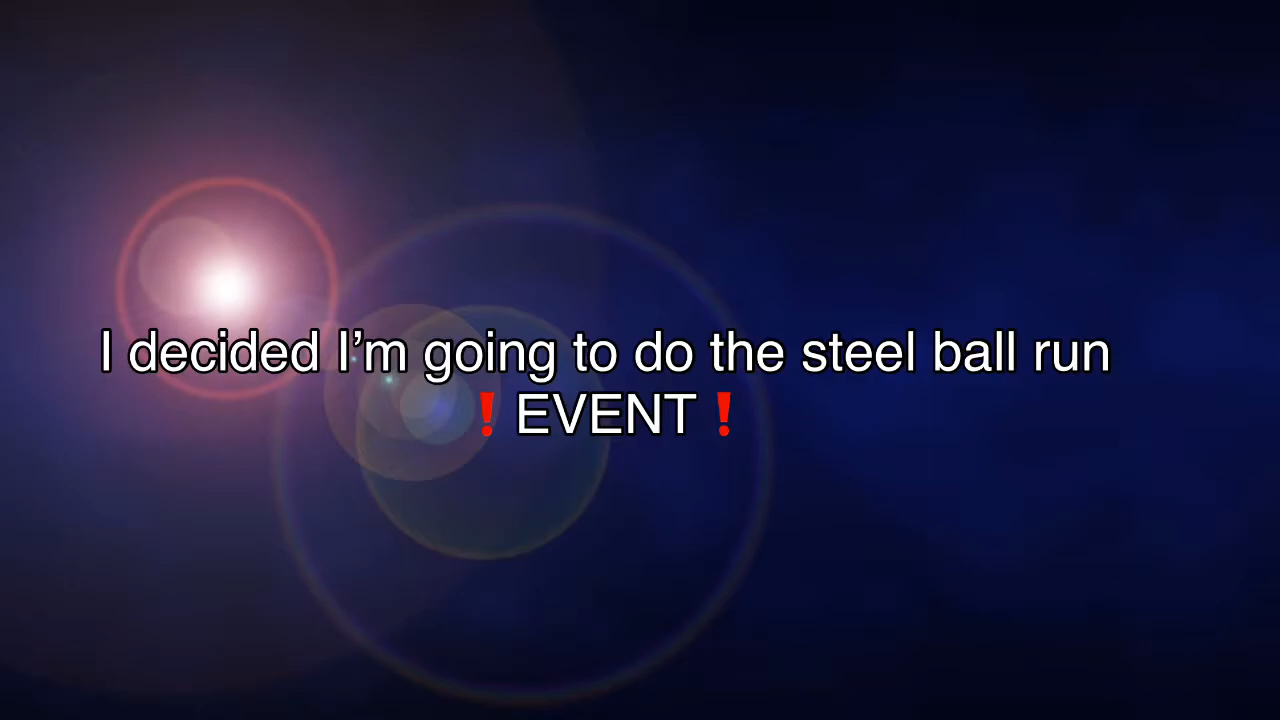 I decided I’m going to do the steel ball run
❗EVENT❗